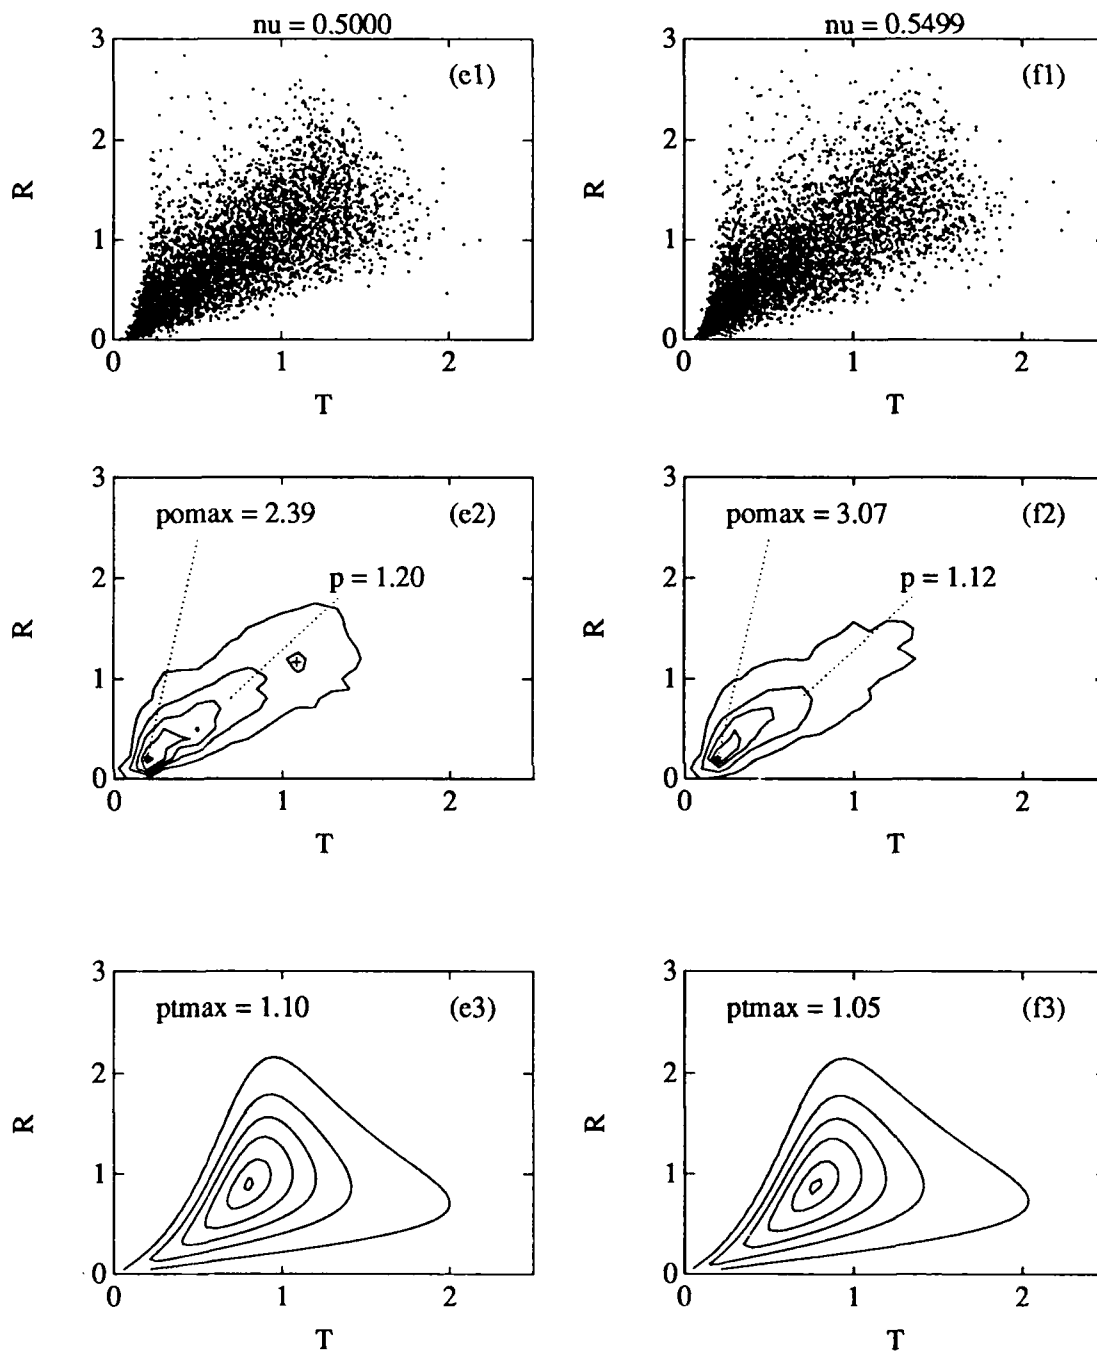 nu = 0.5000
nu = 0.5499
3
(e1)
2
R
1
0
0 1 2
T
3
(f1)
2
R
1
0
0 1 2
T
3
pomax = 2.39
(e2)
p = 1.20
2
R
1
0
0 1 2
T
3
pomax = 3.07
(f2)
p = 1.12
2
R
1
0
0 1 2
T
3
ptmax = 1.10
(e3)
2
R
1
0
0 1 2
T
3
ptmax = 1.05
(f3)
2
R
1
0
0 1 2
T